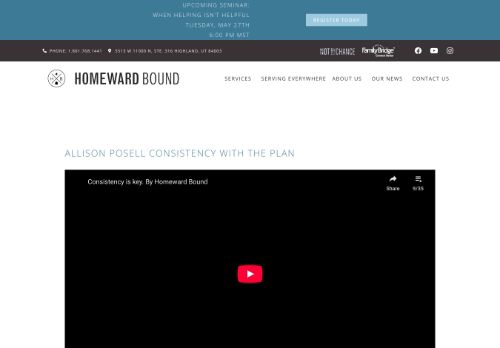 UPCOMING SEMINAR:
WHEN HELPING ISN'T HELPFUL
TUESDAY, MAY 27TH
6:00 PM MST
REGISTER TODAY
PHONE: 1.801.768.1441
5513 W 11000 N, STE. 316 HIGHLAND, UT 84003
NOT BY CHANCE
FamilyBridge
HOMEWARD BOUND
SERVICES
SERVING EVERYWHERE
ABOUT US
OUR NEWS
CONTACT US
ALLISON POSELL CONSISTENCY WITH THE PLAN
Consistency is key. By Homeward Bound
Share
9/35